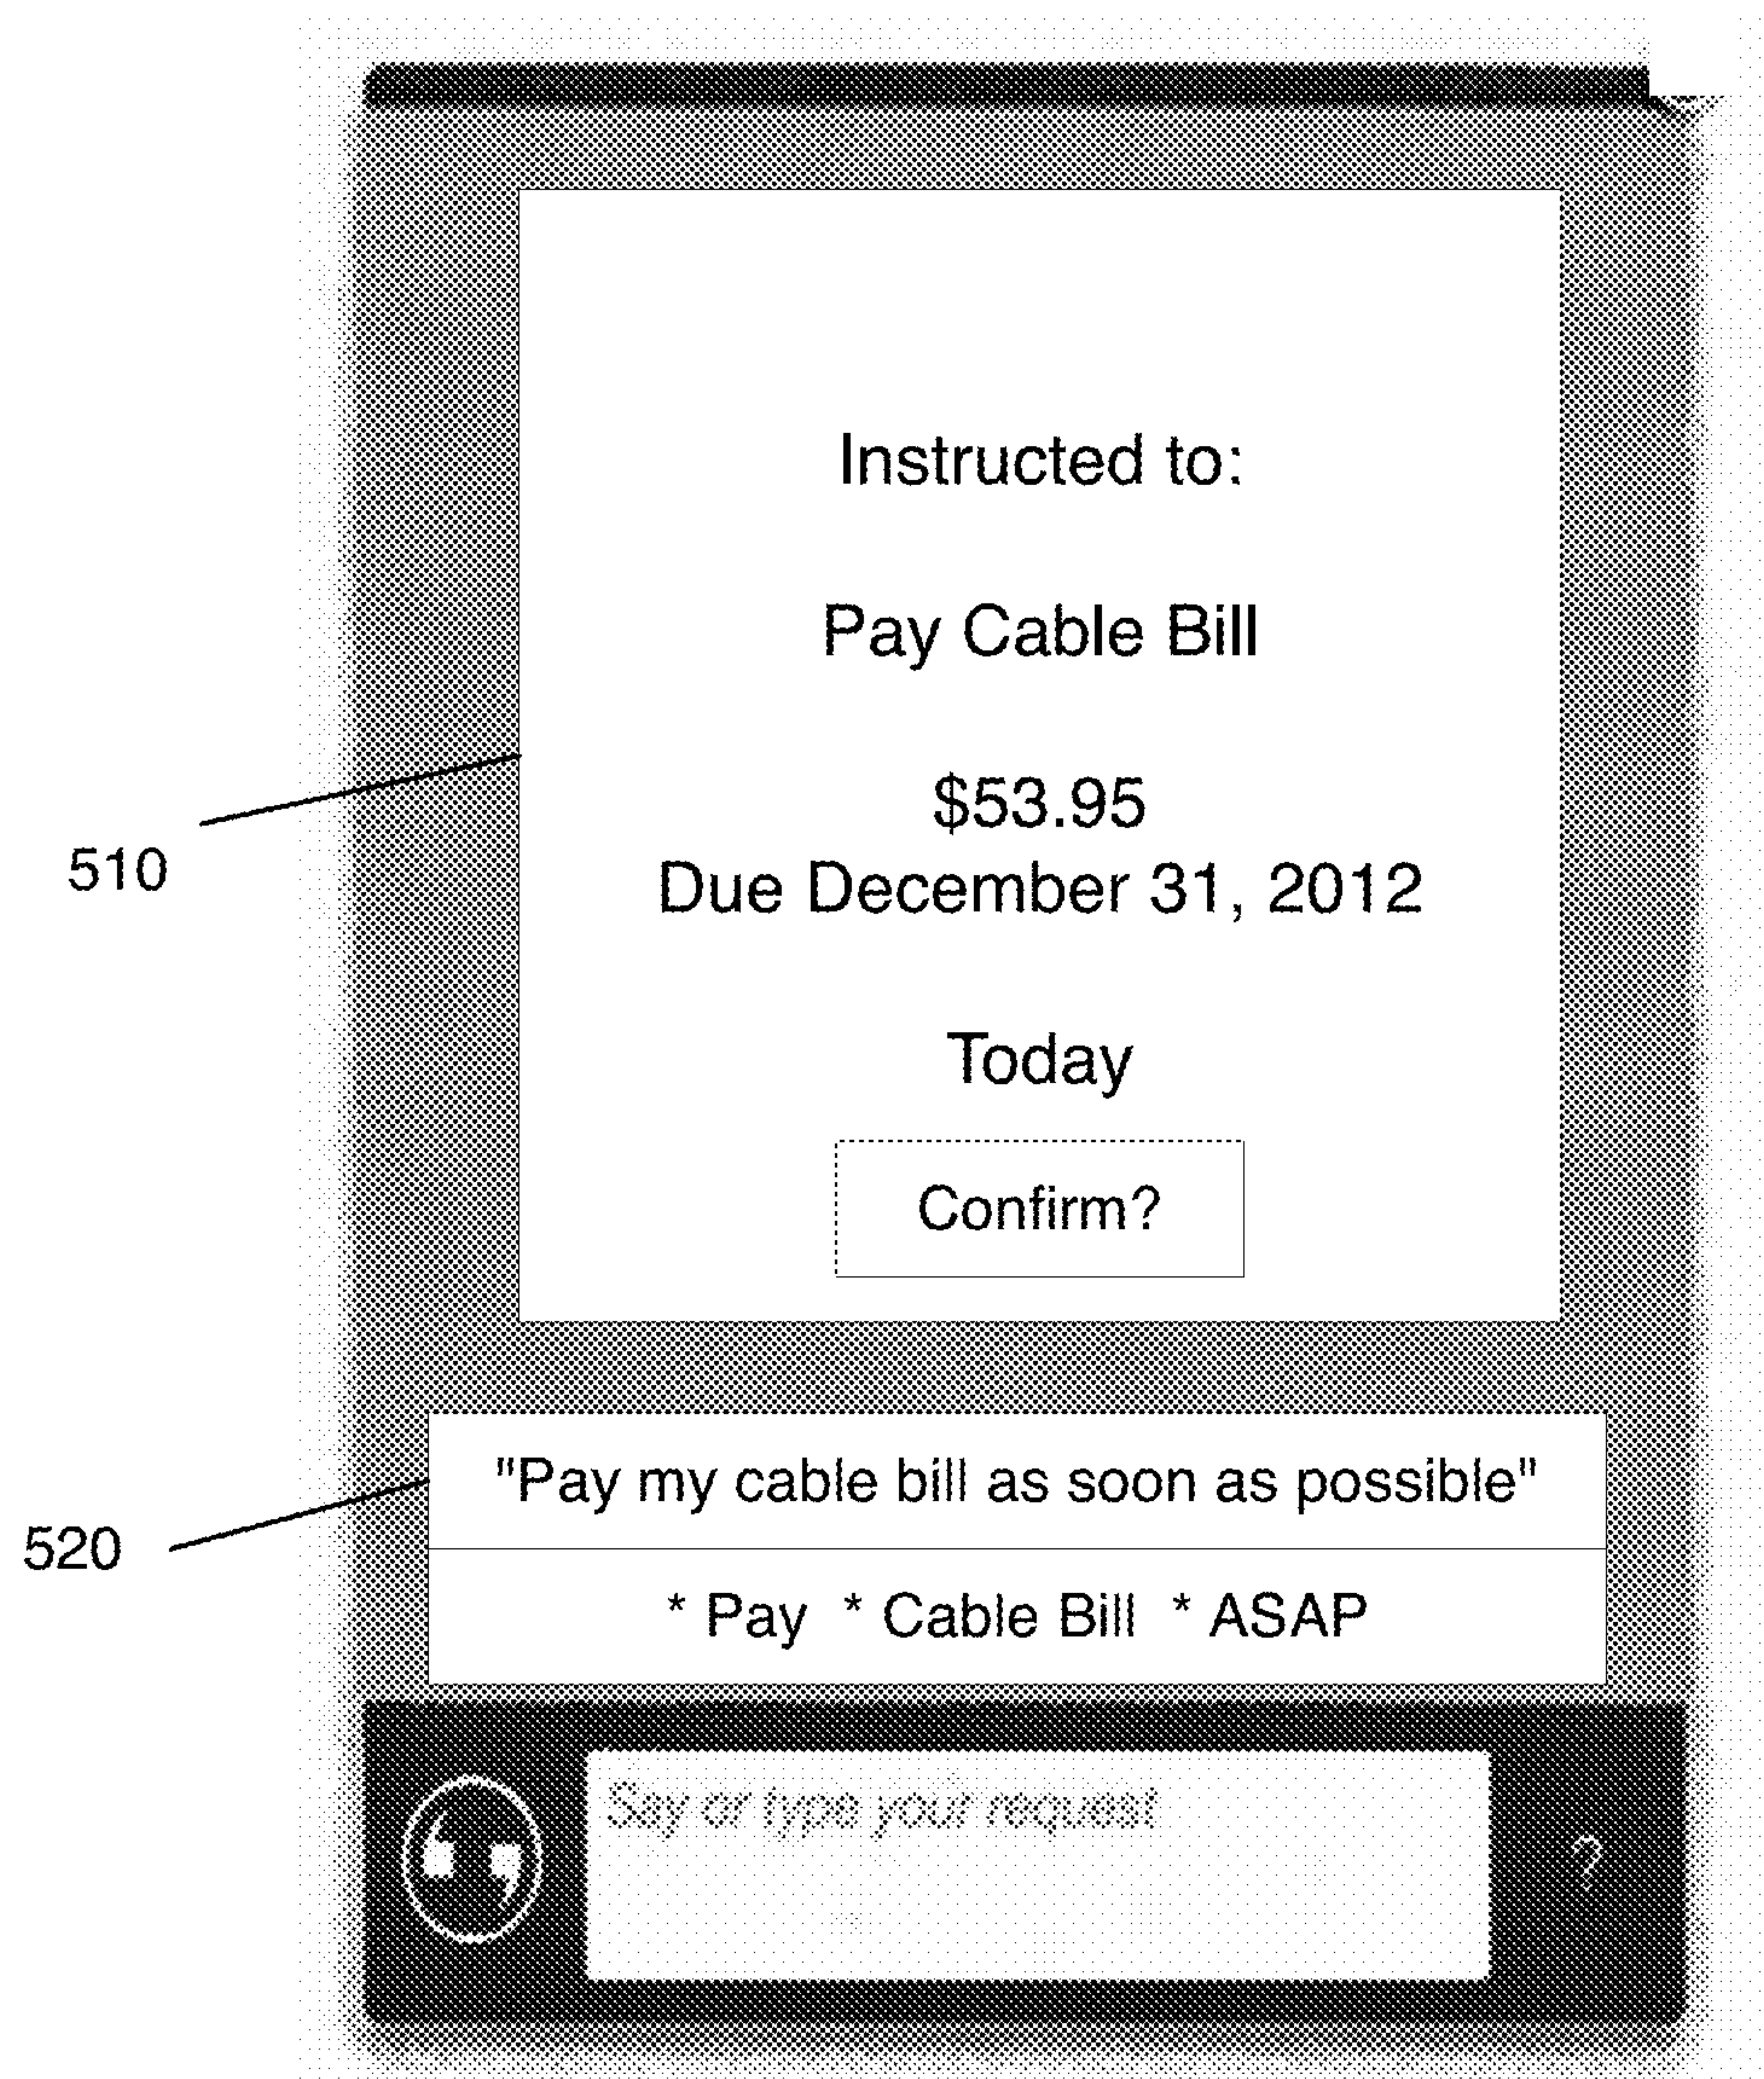 Instructed to:
Pay Cable Bill
$53.95
Due December 31, 2012
510
Today
Confirm?
"Pay my cable bill as soon as possible"
520
* Pay * Cable Bill * ASAP
Say or type your request
?